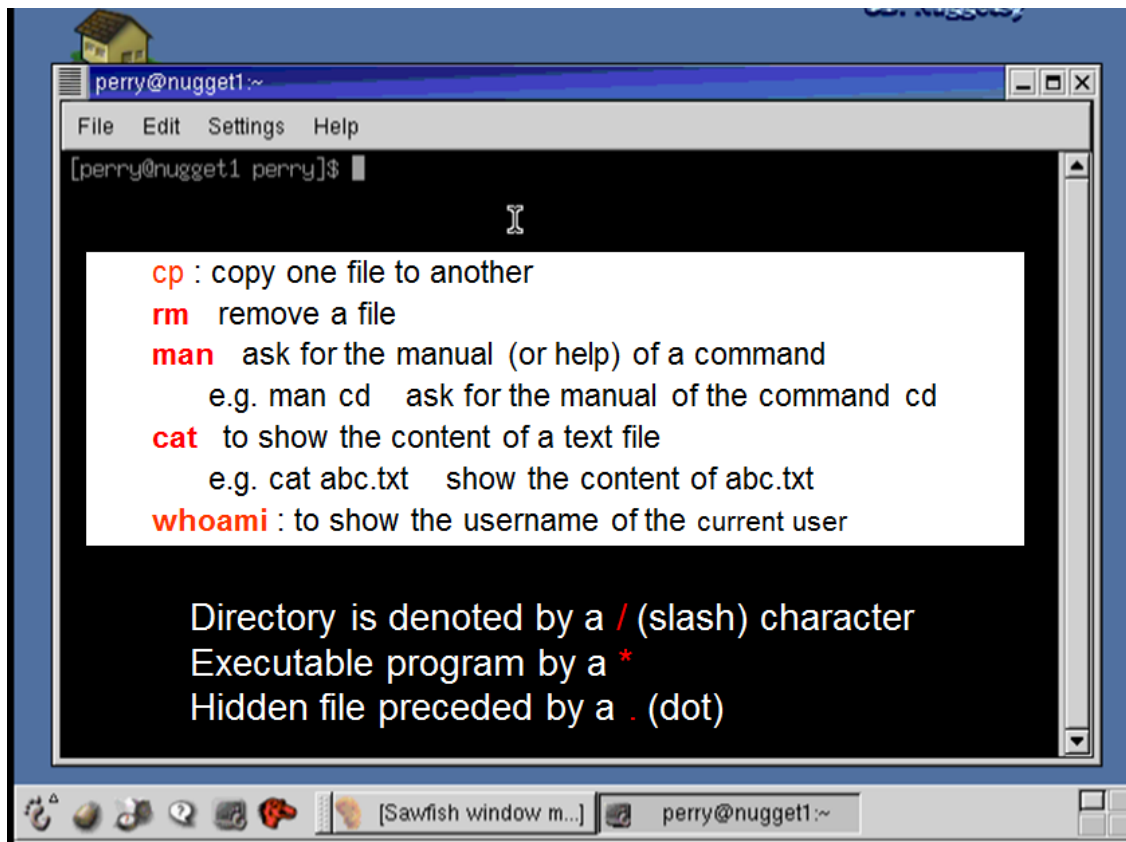 perry@nugget1:~
File Edit Settings Help
[perry@nugget1 perry]$
cp : copy one file to another
rm remove a file
man ask for the manual (or help) of a command
e.g. man cd ask for the manual of the command cd
cat to show the content of a text file
e.g. cat abc.txt show the content of abc.txt
whoami : to show the username of the current user
Directory is denoted by a / (slash) character
Executable program by a *
Hidden file preceded by a . (dot)
[Sawfish window m...] perry@nugget1:~